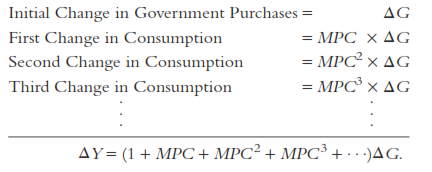 Initial Change in Government Purchases = ΔG
First Change in Consumption = MPC × ΔG
Second Change in Consumption = MPC² × ΔG
Third Change in Consumption = MPC³ × ΔG
. .
. .
. .
ΔY = (1 + MPC + MPC² + MPC³ + · · ·)ΔG.